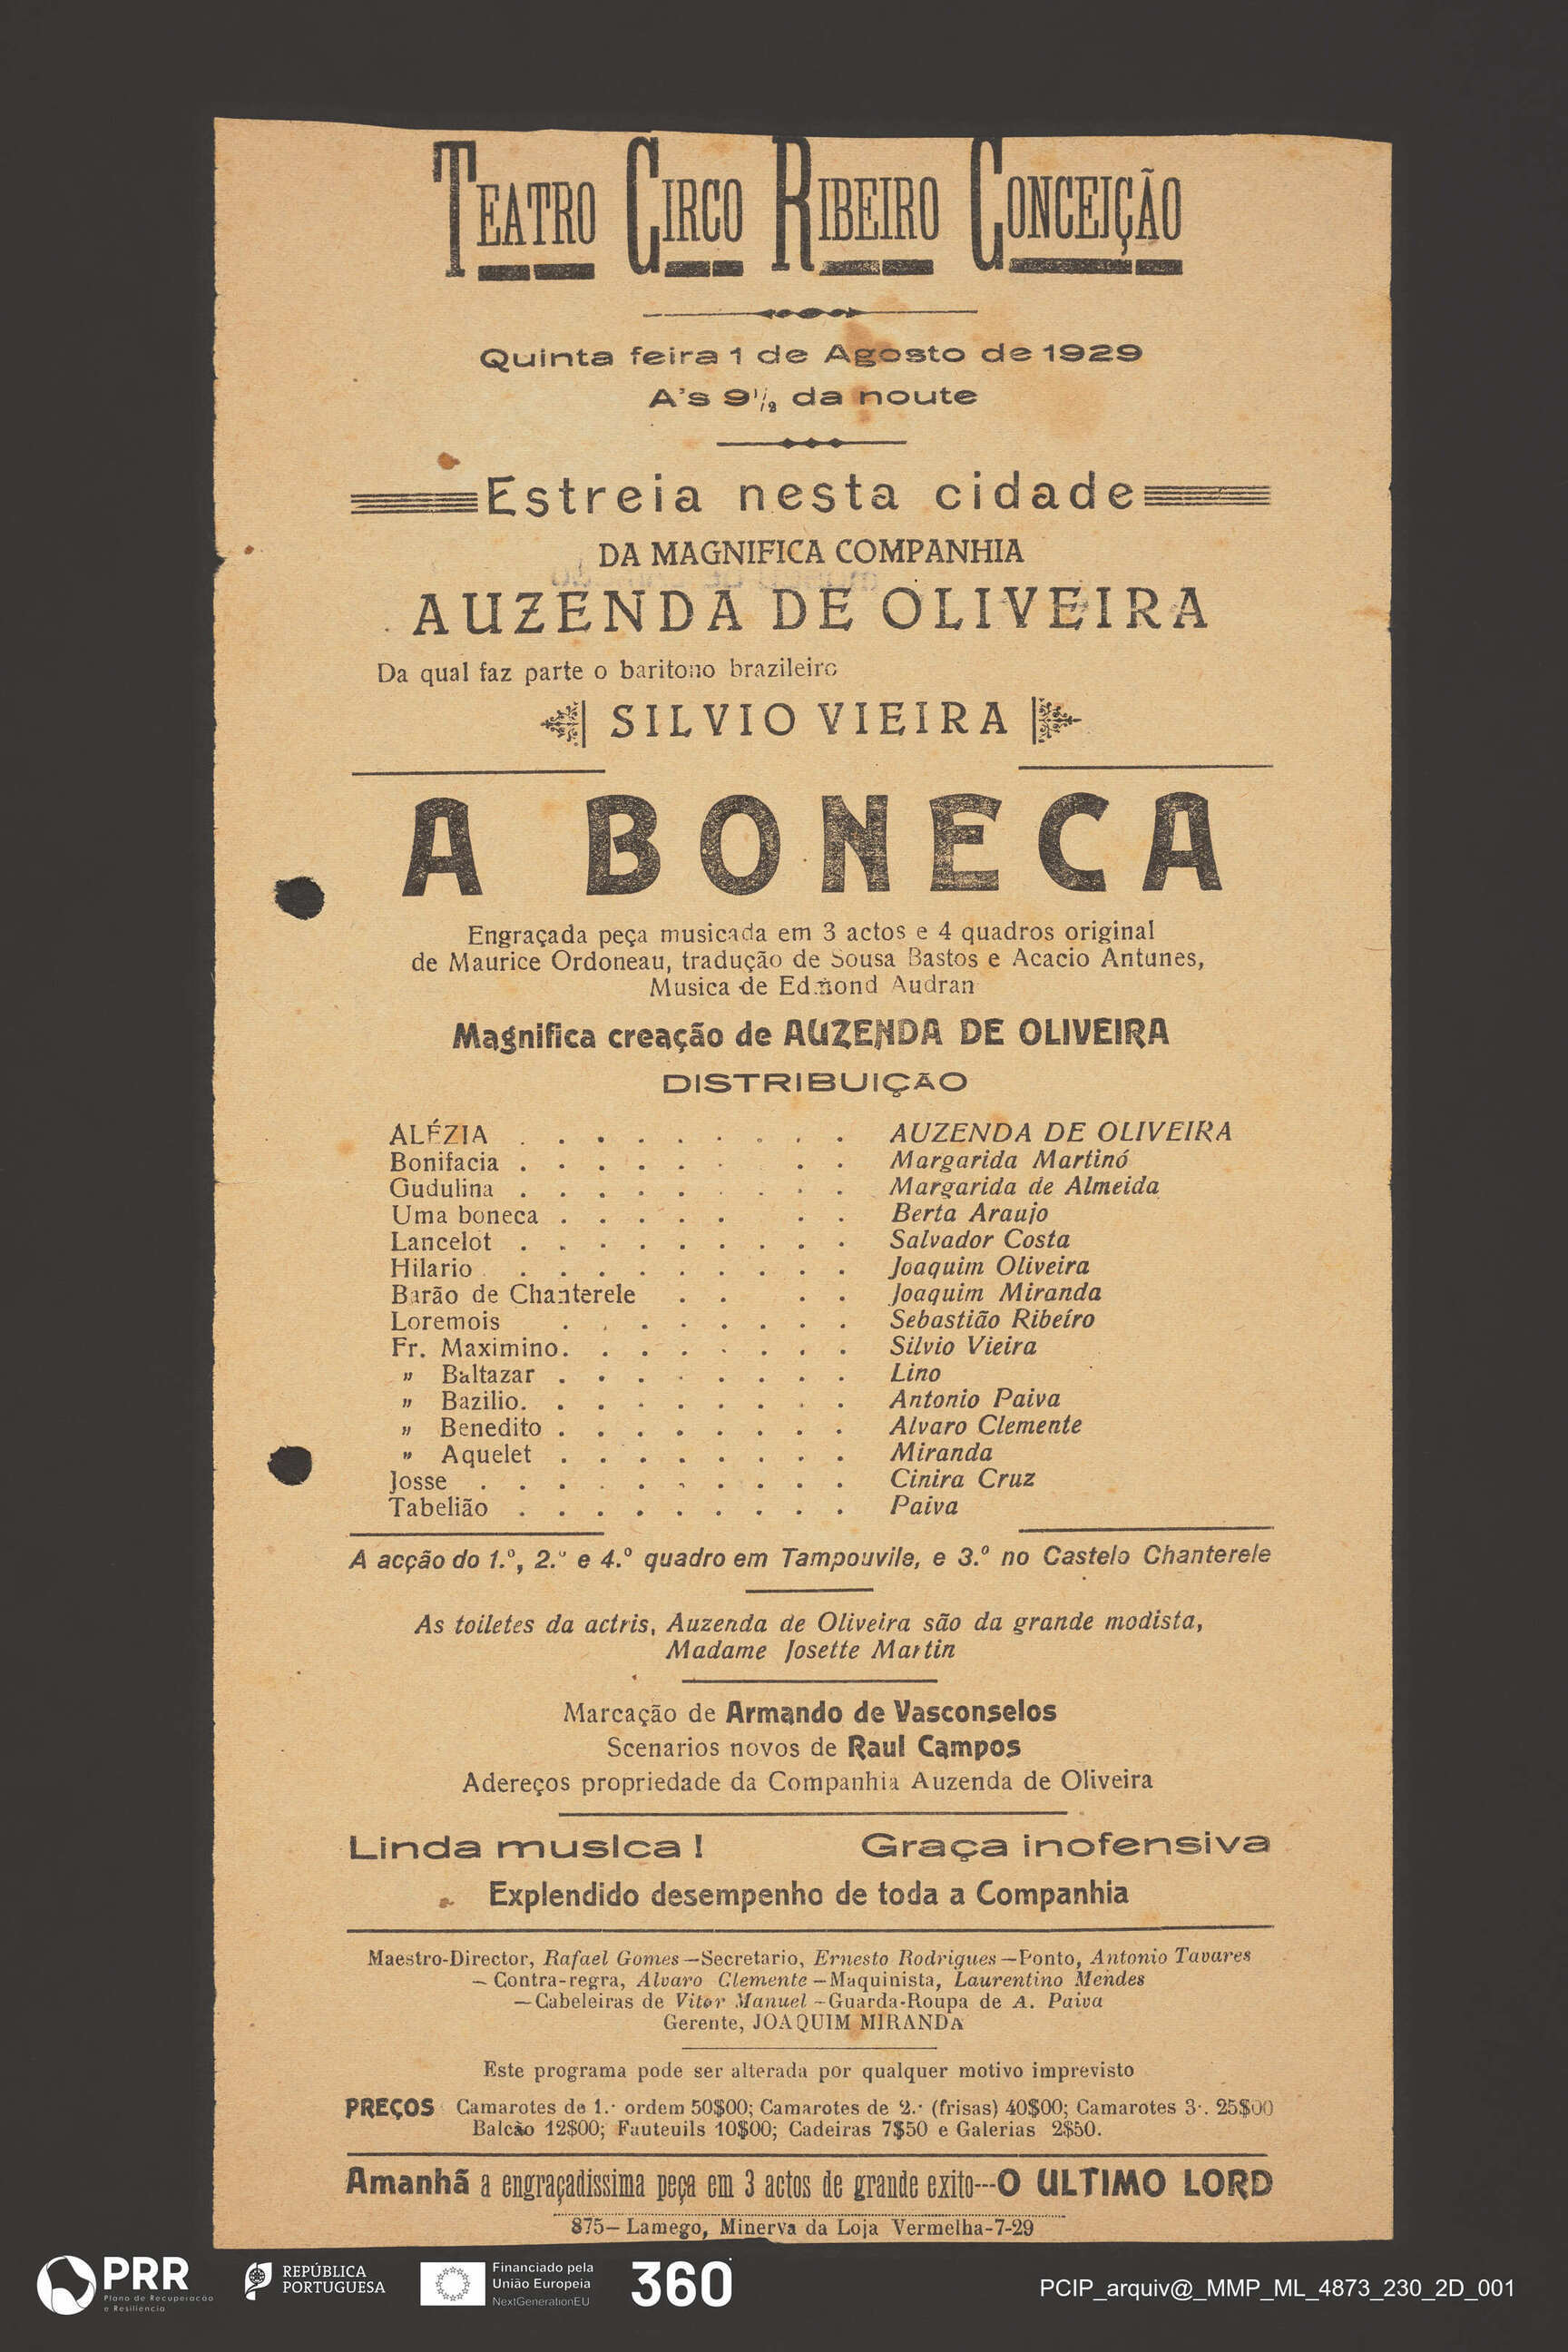 TEATRO CIRCO RIBEIRO CONCEIÇÃO
Quinta feira 1 de Agosto de 1929
A's 9 1/2 da noute
Estreia nesta cidade
DA MAGNIFICA COMPANHIA
AUZENDA DE OLIVEIRA
Da qual faz parte o baritono brazileiro
SILVIO VIEIRA
A BONECA
Engraçada peça musicada em 3 actos e 4 quadros original
de Maurice Ordoneau, tradução de Sousa Bastos e Acacio Antunes,
Musica de Edmond Audran
Magnifica creação de AUZENDA DE OLIVEIRA
DISTRIBUIÇÃO
ALÉZIA . . . . . . . . . AUZENDA DE OLIVEIRA
Bonifacia . . . . . . . . Margarida Martinó
Gudulina . . . . . . . . . Margarida de Almeida
Uma boneca . . . . . . . Berta Araujo
Lancelot . . . . . . . . . Salvador Costa
Hilario . . . . . . . . . . Joaquim Oliveira
Barão de Chanterele . . . . Joaquim Miranda
Loremois . . . . . . . . Sebastião Ribeiro
Fr. Maximino . . . . . . . . Silvio Vieira
" Baltazar . . . . . . . . Lino
" Bazilio . . . . . . . . . Antonio Paiva
" Benedito . . . . . . . . Alvaro Clemente
" Aquelet . . . . . . . . Miranda
Josse . . . . . . . . . . Cinira Cruz
Tabelião . . . . . . . . . Paiva
A acção do 1.º, 2.º e 4.º quadro em Tampouvile, e 3.º no Castelo Chanterele
As toiletes da actris, Auzenda de Oliveira são da grande modista,
Madame Josette Martin
Marcação de Armando de Vasconselos
Scenarios novos de Raul Campos
Adereços propriedade da Companhia Auzenda de Oliveira
Linda musica ! Graça inofensiva
Explendido desempenho de toda a Companhia
Maestro-Director, Rafael Gomes—Secretario, Ernesto Rodrigues—Ponto, Antonio Tavares
—Contra-regra, Alvaro Clemente—Maquinista, Laurentino Mendes
—Cabeleiras de Vitor Manuel—Guarda-Roupa de A. Paiva
Gerente, JOAQUIM MIRANDA
Este programa pode ser alterada por qualquer motivo imprevisto
PREÇOS Camarotes de 1.ª ordem 50$00; Camarotes de 2.ª (frisas) 40$00; Camarotes 3.ª. 25$00
Balcão 12$00; Fauteuils 10$00; Cadeiras 7$50 e Galerias 2$50.
Amanhã a engraçadissima peça em 3 actos de grande exito---O ULTIMO LORD
875—Lamego, Minerva da Loja Vermelha-7-29
PRR
Plano de Recuperação
e Resiliência
REPÚBLICA
PORTUGUESA
Financiado pela
União Europeia
NextGenerationEU
360
PCIP_arquiv@_MMP_ML_4873_230_2D_001